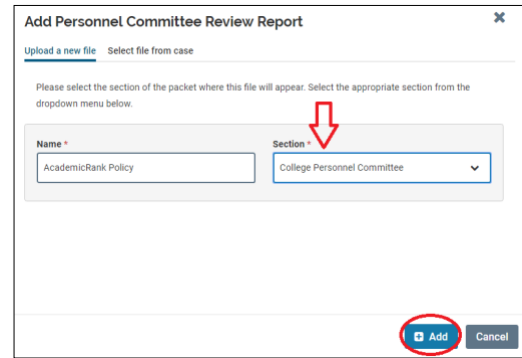 Add Personnel Committee Review Report
Upload a new file Select file from case
Please select the section of the packet where this file will appear. Select the appropriate section from the
dropdown menu below.
Name * Section *
AcademicRank Policy College Personnel Committee
Add Cancel